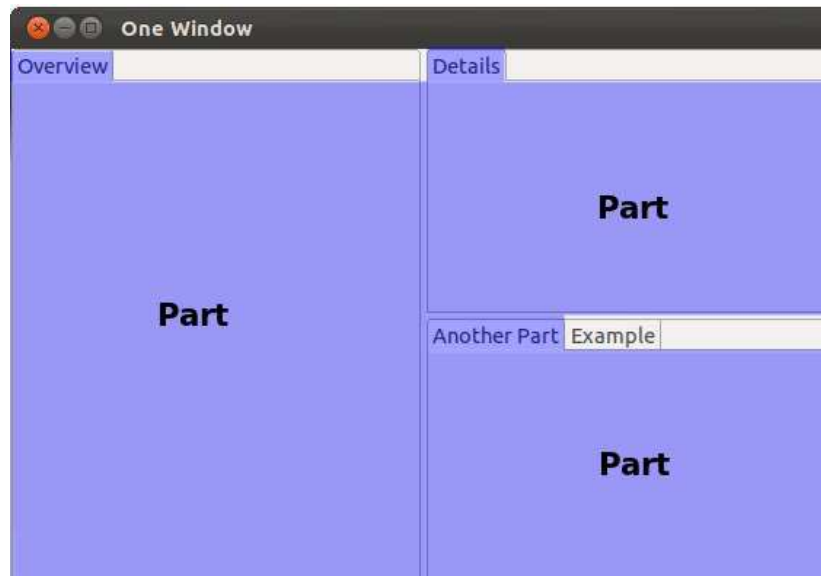 One Window
Overview
Part
Details
Part
Another Part Example
Part